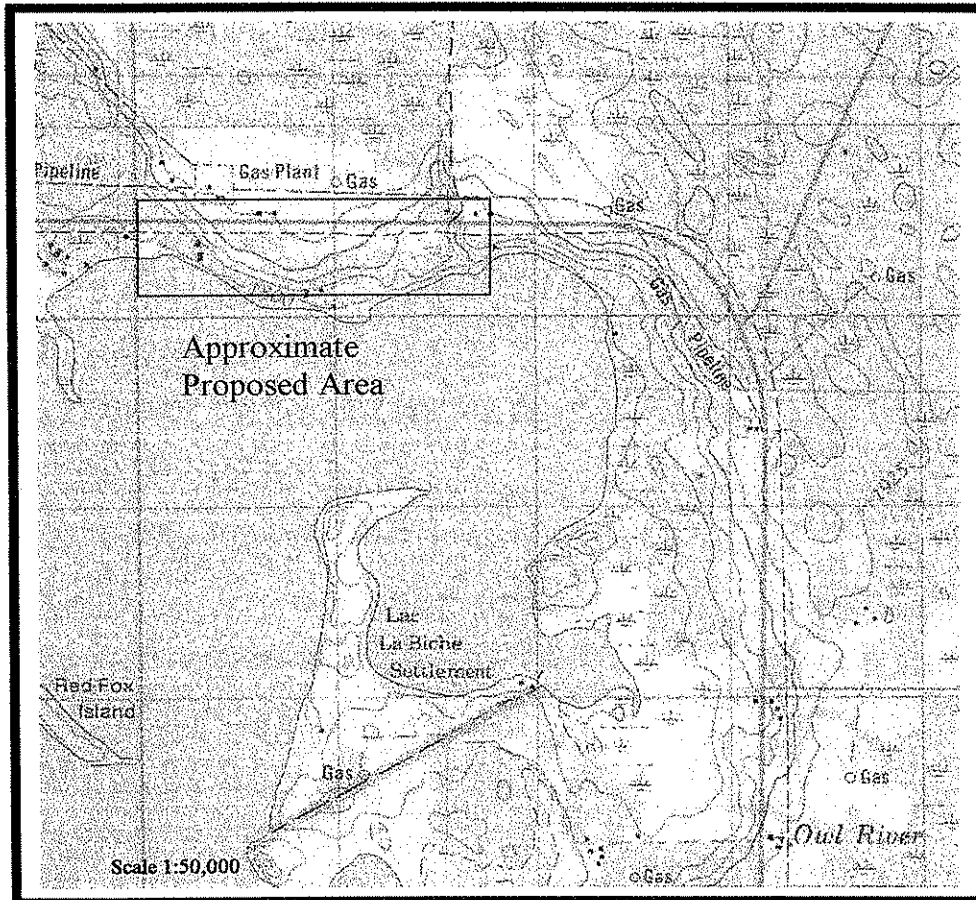 Pipeline
Gas Plant
Gas
Gas
Gas
Gas
Pipeline
Approximate
Proposed Area
Lac
La Biche
Settlement
Red Fox
Island
Gas
Gas
Owl River
Scale 1:50,000
Gas